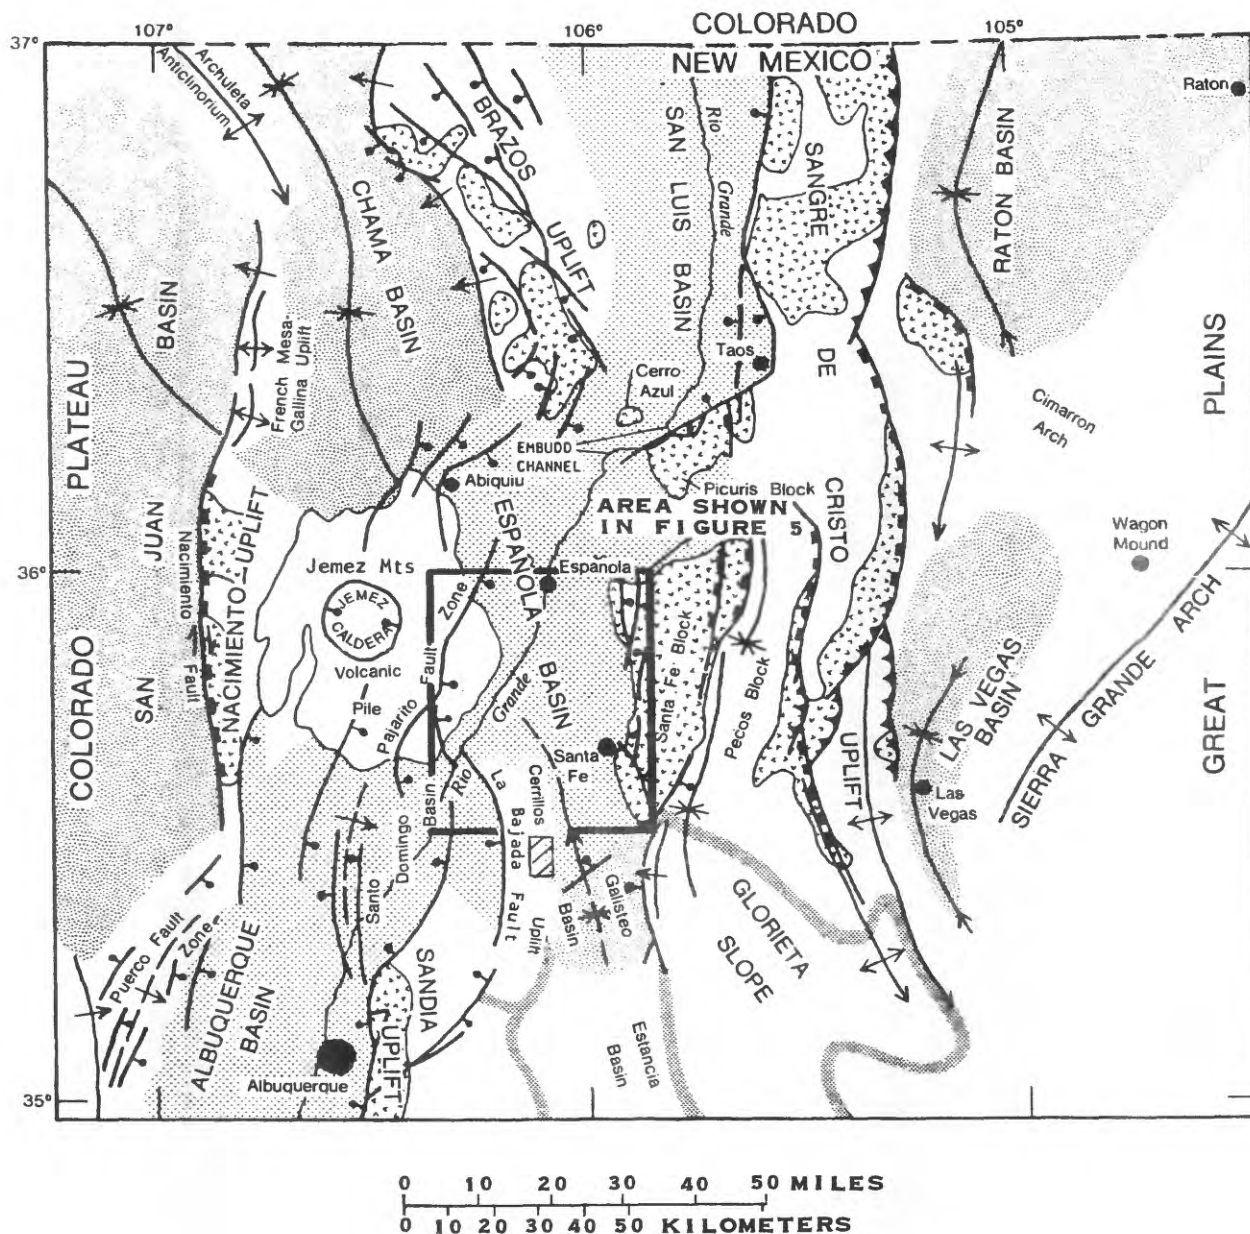 107°
106°
COLORADO
105°
37°
NEW MEXICO
Archuleta
Anticlinorium
Raton
BRAZOS
UPLIFT
Rio
Grande
SAN LUIS BASIN
SANGRE
DE
CRISTO
UPLIFT
RATON BASIN
CHAMA
BASIN
BASIN
SAN JUAN
French Mesa-
Gallina Uplift
COLORADO PLATEAU
Taos
Cerro
Azul
Cimarron
Arch
GREAT PLAINS
EMBUDD
CHANNEL
Abiquiu
Picuris Block
AREA SHOWN
IN FIGURE 5
Wagon
Mound
36°
Nacimiento Fault
NACIMIENTO UPLIFT
Jemez Mts
JEMEZ
CALDERA
Volcanic
Pile
Pajarito Fault Zone
ESPAÑOLA
BASIN
Española
Rio Grande
Santa Fe Block
Pecos Block
LAS VEGAS
BASIN
SIERRA GRANDE ARCH
Santa
Fe
Las
Vegas
La Bajada Fault
Cerrillos Uplift
Santo Domingo Basin
Galisteo
Basin
GLORIETA
SLOPE
Puerco Fault
Zone
ALBUQUERQUE
BASIN
SANDIA
UPLIFT
Albuquerque
Estancia
Basin
35°
0 10 20 30 40 50 MILES
0 10 20 30 40 50 KILOMETERS